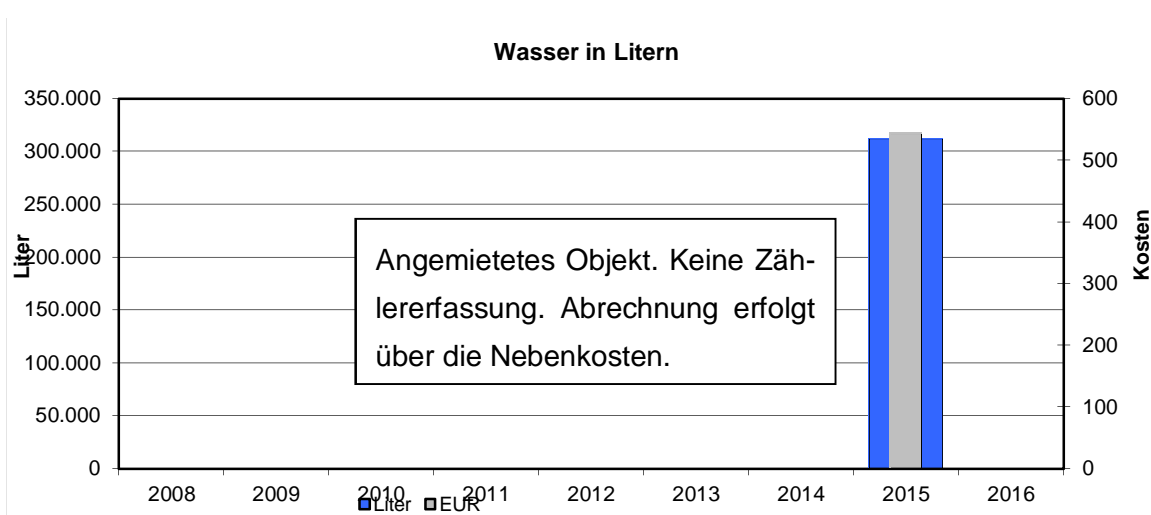 Wasser in Litern
350.000
300.000
250.000
200.000
150.000
100.000
50.000
0
Liter
600
500
400
300
200
100
0
Kosten
Angemietetes Objekt. Keine Zäh-
lererfassung. Abrechnung erfolgt
über die Nebenkosten.
2008 2009 2010 2011 2012 2013 2014 2015 2016
Liter EUR